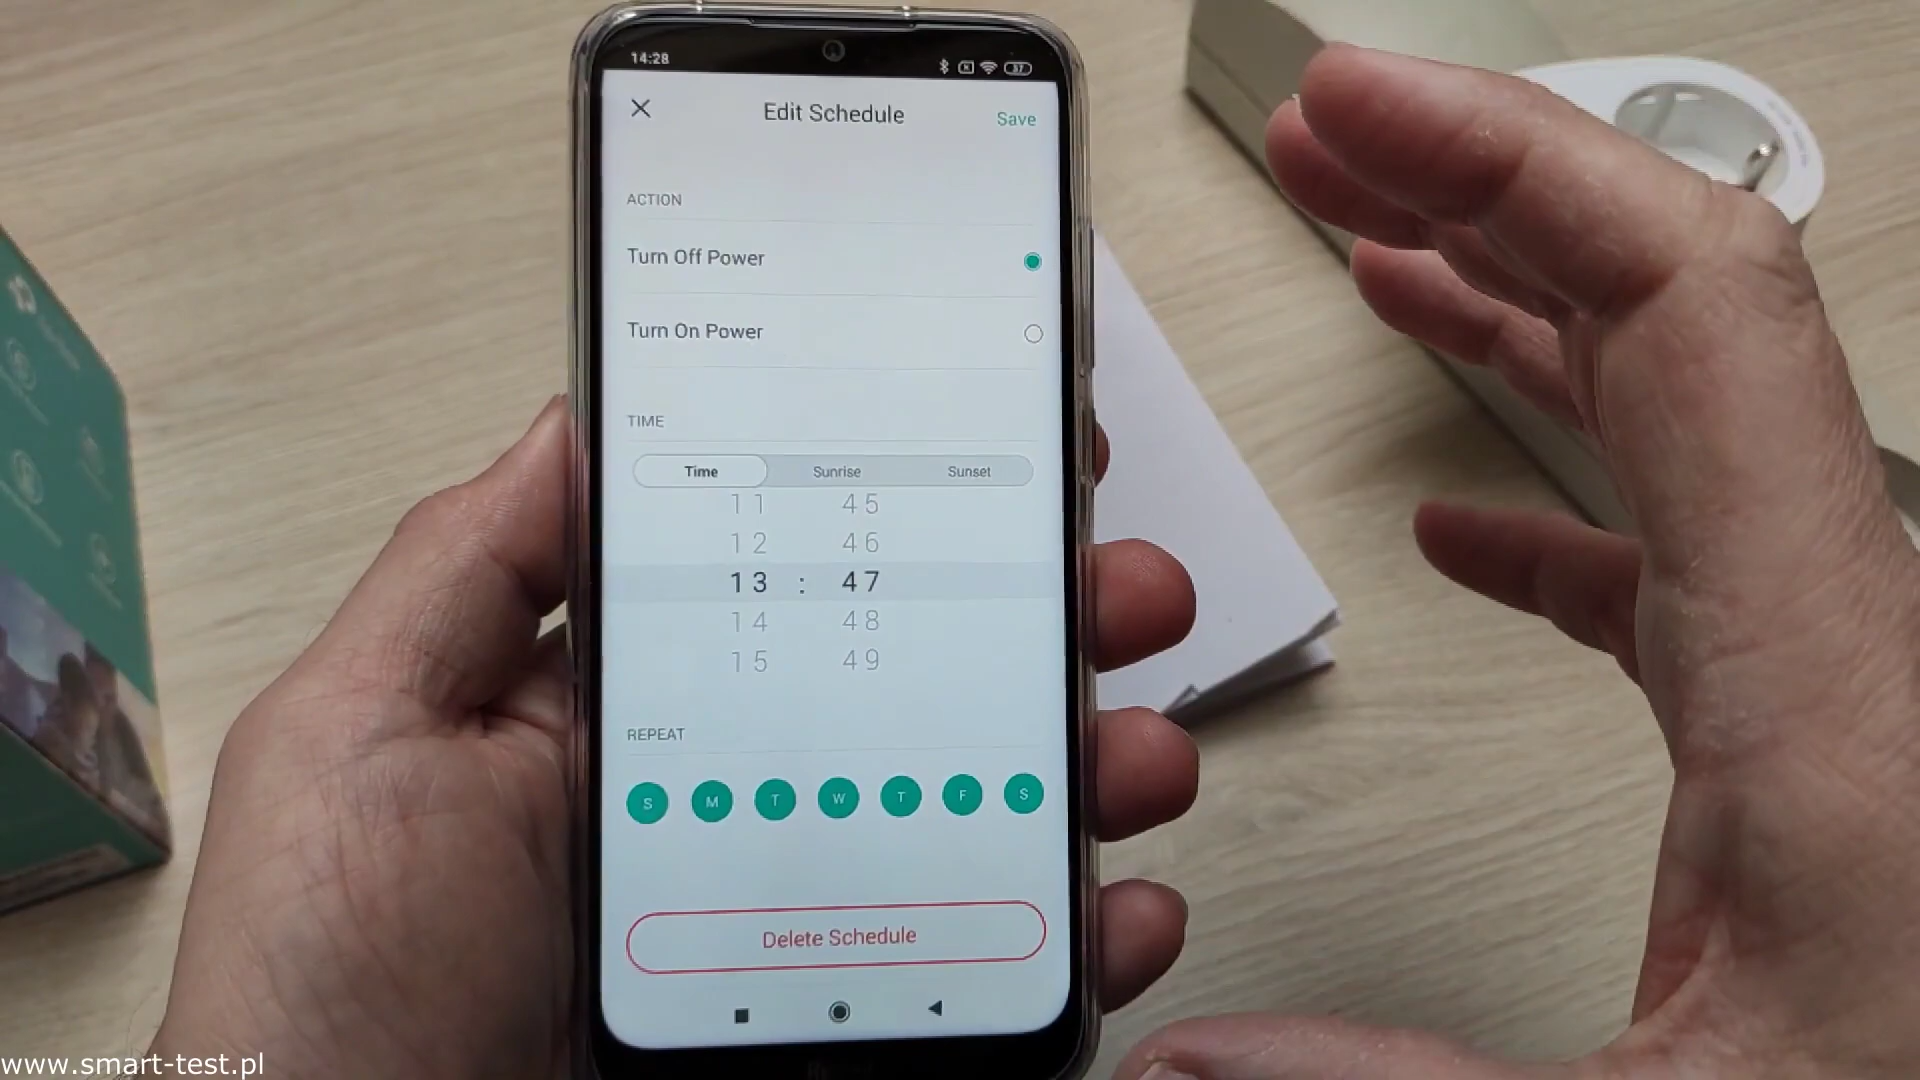 14:28
37
Edit Schedule
Save
ACTION
Turn Off Power
Turn On Power
TIME
Time Sunrise Sunset
11 45
12 46
13 : 47
14 48
15 49
REPEAT
S M T W T F S
Delete Schedule
www.smart-test.pl